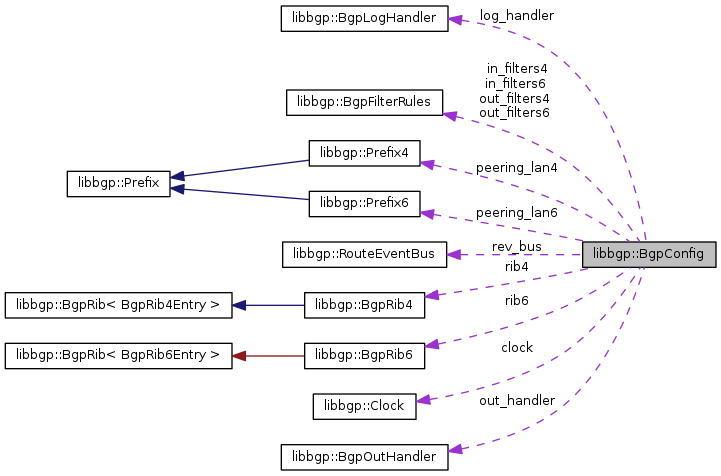 libbgp::BgpLogHandler
log_handler
in_filters4
in_filters6
out_filters4
out_filters6
libbgp::BgpFilterRules
libbgp::Prefix4
peering_lan4
libbgp::Prefix
libbgp::Prefix6
peering_lan6
libbgp::RouteEventBus
rev_bus
libbgp::BgpConfig
rib4
libbgp::BgpRib< BgpRib4Entry >
libbgp::BgpRib4
rib6
libbgp::BgpRib< BgpRib6Entry >
libbgp::BgpRib6
clock
libbgp::Clock
out_handler
libbgp::BgpOutHandler